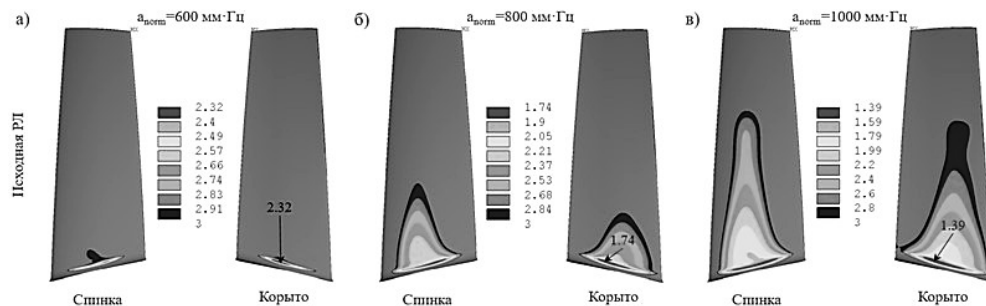 а)
a_norm=600 мм·Гц
б)
a_norm=800 мм·Гц
в)
a_norm=1000 мм·Гц
Исходная РЛ
2.32
2.4
2.49
2.57
2.66
2.74
2.83
2.91
3
2.32
1.74
1.9
2.05
2.21
2.37
2.53
2.68
2.84
3
1.74
1.39
1.59
1.79
1.99
2.2
2.4
2.6
2.8
3
1.39
Спинка
Корыто
Спинка
Корыто
Спинка
Корыто